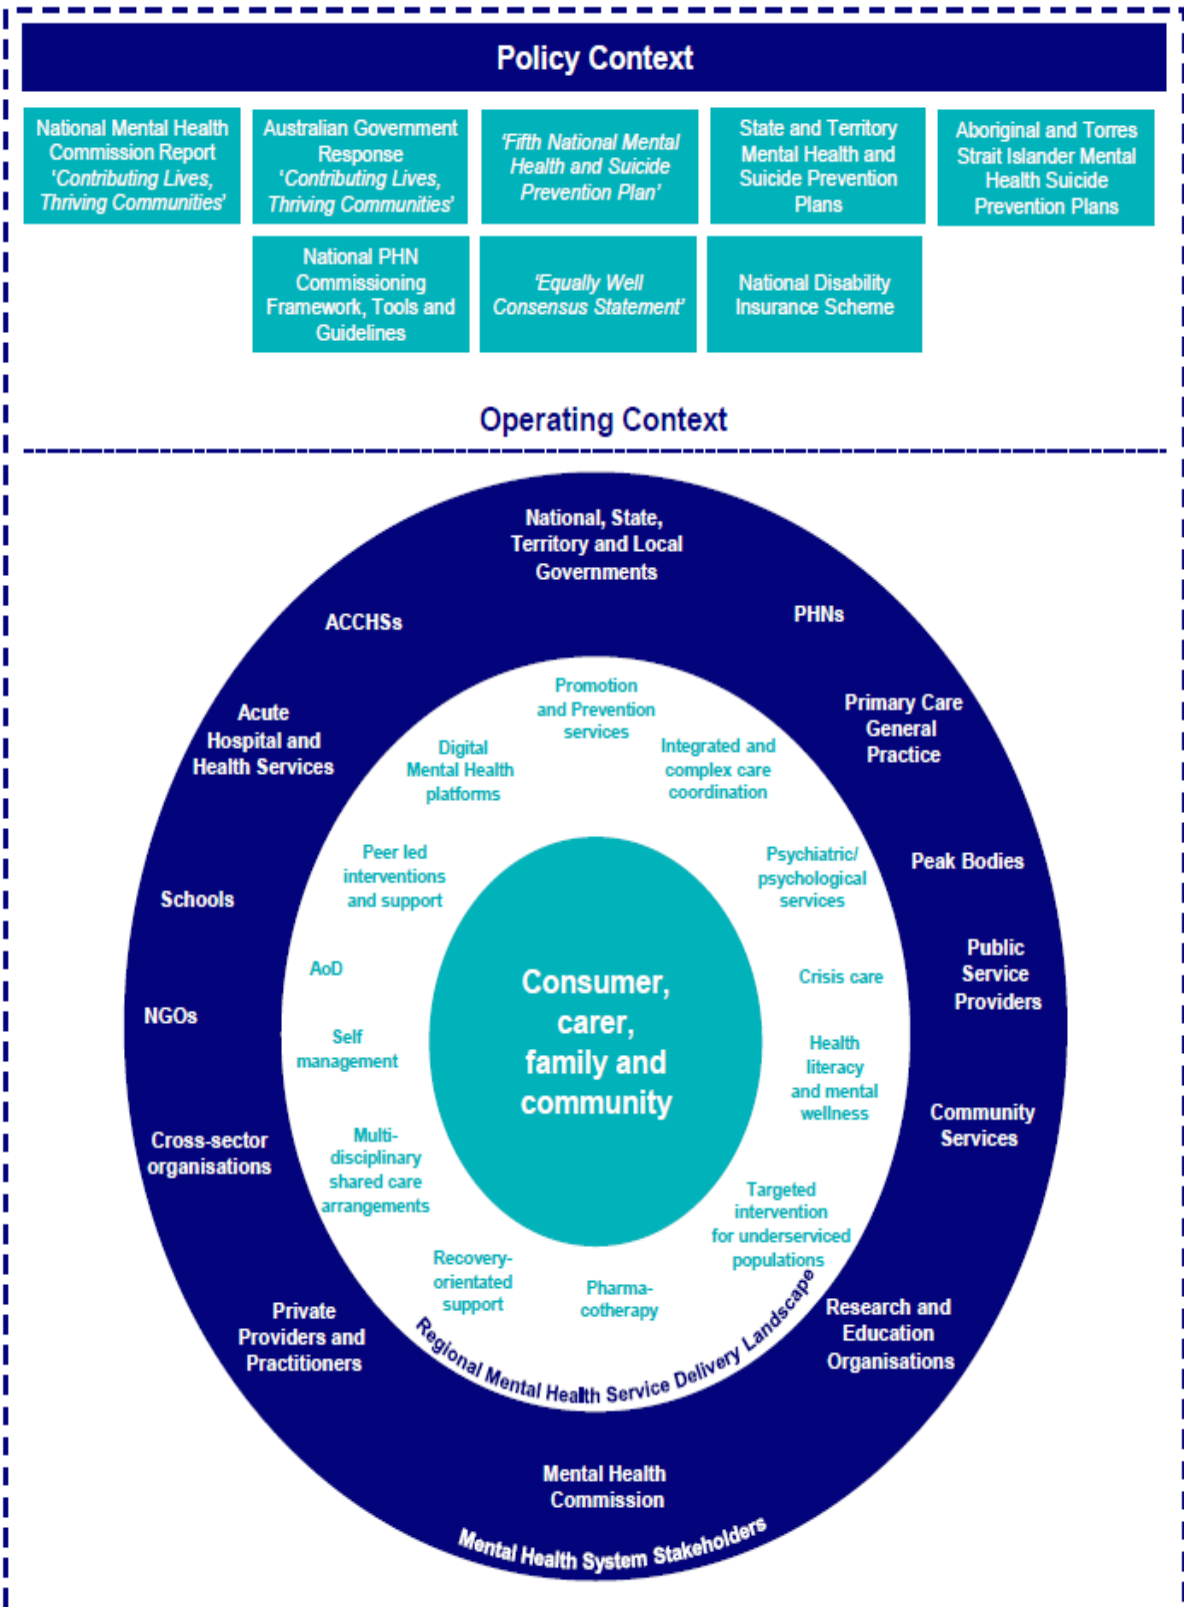 Policy Context
National Mental Health
Commission Report
‘Contributing Lives,
Thriving Communities’
Australian Government
Response
‘Contributing Lives,
Thriving Communities’
‘Fifth National Mental
Health and Suicide
Prevention Plan’
State and Territory
Mental Health and
Suicide Prevention
Plans
Aboriginal and Torres
Strait Islander Mental
Health Suicide
Prevention Plans
National PHN
Commissioning
Framework, Tools and
Guidelines
‘Equally Well
Consensus Statement’
National Disability
Insurance Scheme
Operating Context
National, State,
Territory and Local
Governments
ACCHSs
PHNs
Acute
Hospital and
Health Services
Primary Care
General
Practice
Schools
Peak Bodies
NGOs
Public
Service
Providers
Cross-sector
organisations
Community
Services
Private
Providers and
Practitioners
Research and
Education
Organisations
Mental Health
Commission
Mental Health System Stakeholders
Promotion
and Prevention
services
Digital
Mental Health
platforms
Integrated and
complex care
coordination
Peer led
interventions
and support
Psychiatric/
psychological
services
AoD
Crisis care
Self
management
Health
literacy
and mental
wellness
Multi-
disciplinary
shared care
arrangements
Targeted
intervention
for underserviced
populations
Recovery-
orientated
support
Pharma-
cotherapy
Regional Mental Health Service Delivery Landscape
Consumer,
carer,
family and
community